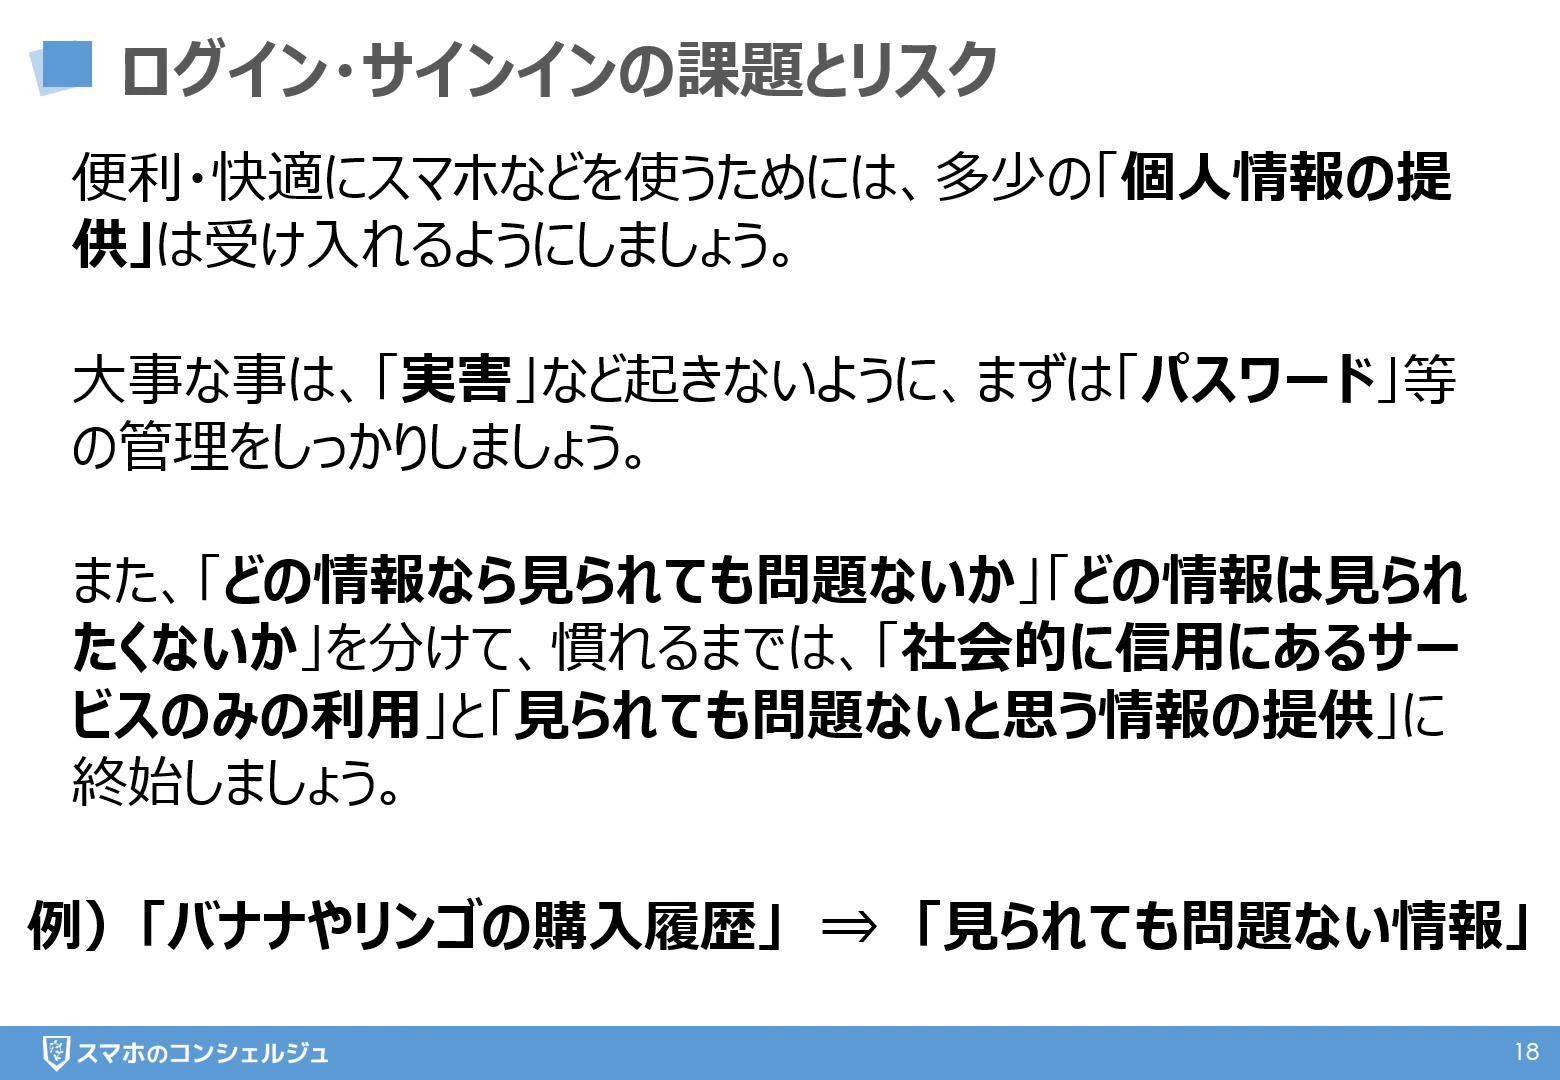 ログイン・サインインの課題とリスク
便利・快適にスマホなどを使うためには、多少の「個人情報の提
供」は受け入れるようにしましょう。
大事な事は、「実害」など起きないように、まずは「パスワード」等
の管理をしっかりしましょう。
また、「どの情報なら見られても問題ないか」「どの情報は見られ
たくないか」を分けて、慣れるまでは、「社会的に信用にあるサー
ビスのみの利用」と「見られても問題ないと思う情報の提供」に
終始しましょう。
例）「バナナやリンゴの購入履歴」 ⇒ 「見られても問題ない情報」
スマホのコンシェルジュ
18